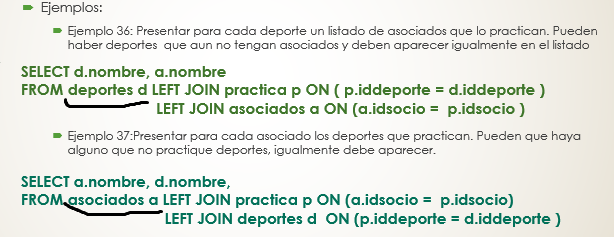 Ejemplos:
Ejemplo 36: Presentar para cada deporte un listado de asociados que lo practican. Pueden
haber deportes que aun no tengan asociados y deben aparecer igualmente en el listado
SELECT d.nombre, a.nombre
FROM deportes d LEFT JOIN practica p ON ( p.iddeporte = d.iddeporte )
LEFT JOIN asociados a ON (a.idsocio = p.idsocio )
Ejemplo 37:Presentar para cada asociado los deportes que practican. Pueden que haya
alguno que no practique deportes, igualmente debe aparecer.
SELECT a.nombre, d.nombre,
FROM asociados a LEFT JOIN practica p ON (a.idsocio = p.idsocio)
LEFT JOIN deportes d ON (p.iddeporte = d.iddeporte )